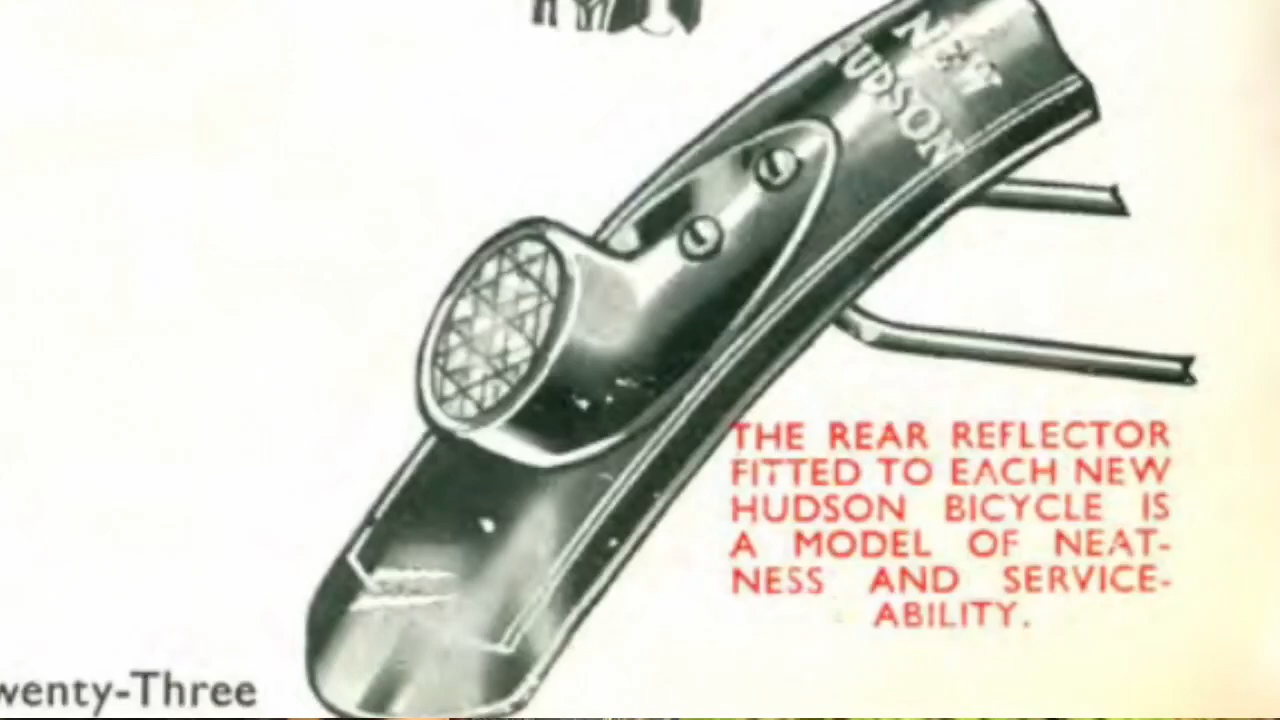 NEW
HUDSON
THE REAR REFLECTOR
FITTED TO EACH NEW
HUDSON BICYCLE IS
A MODEL OF NEAT-
NESS AND SERVICE-
ABILITY.
wenty-Three